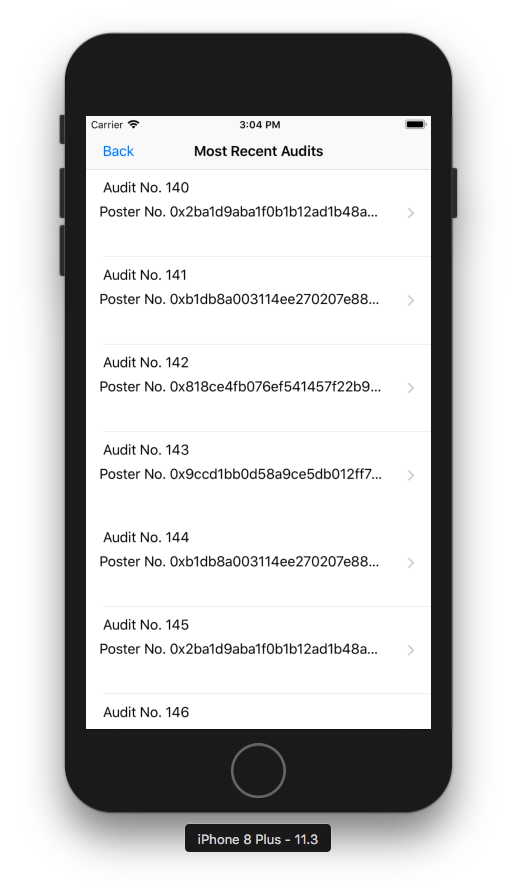 Carrier 3:04 PM
Back Most Recent Audits
Audit No. 140
Poster No. 0x2ba1d9aba1f0b1b12ad1b48a...
Audit No. 141
Poster No. 0xb1db8a003114ee270207e88...
Audit No. 142
Poster No. 0x818ce4fb076ef541457f22b9...
Audit No. 143
Poster No. 0x9ccd1bb0d58a9ce5db012ff7...
Audit No. 144
Poster No. 0xb1db8a003114ee270207e88...
Audit No. 145
Poster No. 0x2ba1d9aba1f0b1b12ad1b48a...
Audit No. 146
iPhone 8 Plus - 11.3